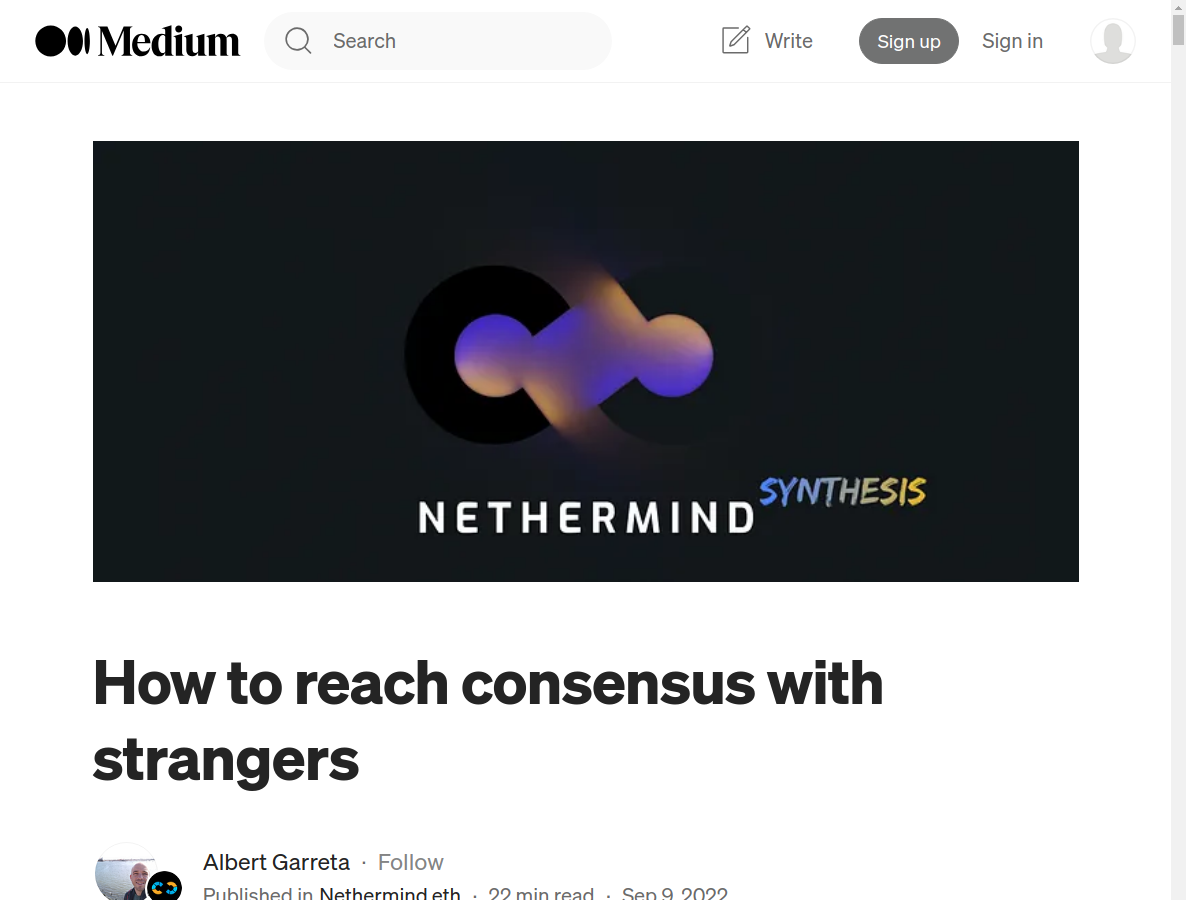 Medium
Search
Write
Sign up
Sign in
NETHERMIND SYNTHESIS
How to reach consensus with
strangers
Albert Garreta · Follow
Published in Nethermind.eth · 22 min read · Sep 9, 2022